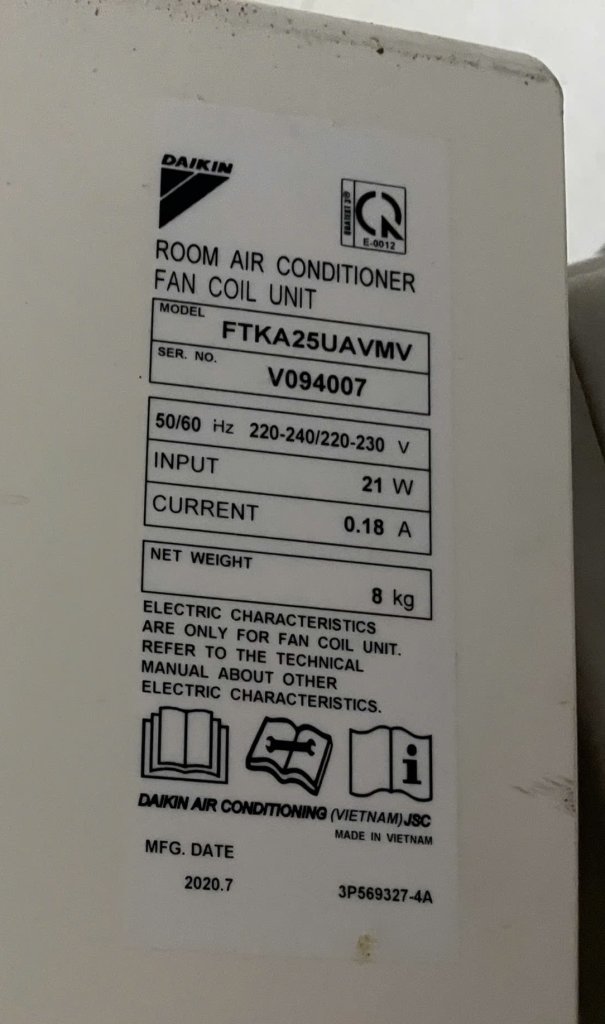 DAIKIN
QUATEST 3®
E-0012
ROOM AIR CONDITIONER
FAN COIL UNIT
MODEL
FTKA25UAVMV
SER. NO.
V094007
50/60 Hz 220-240/220-230 V
INPUT 21 W
CURRENT 0.18 A
NET WEIGHT
8 kg
ELECTRIC CHARACTERISTICS
ARE ONLY FOR FAN COIL UNIT.
REFER TO THE TECHNICAL
MANUAL ABOUT OTHER
ELECTRIC CHARACTERISTICS.
DAIKIN AIR CONDITIONING (VIETNAM) JSC
MADE IN VIETNAM
MFG. DATE
2020.7
3P569327-4A